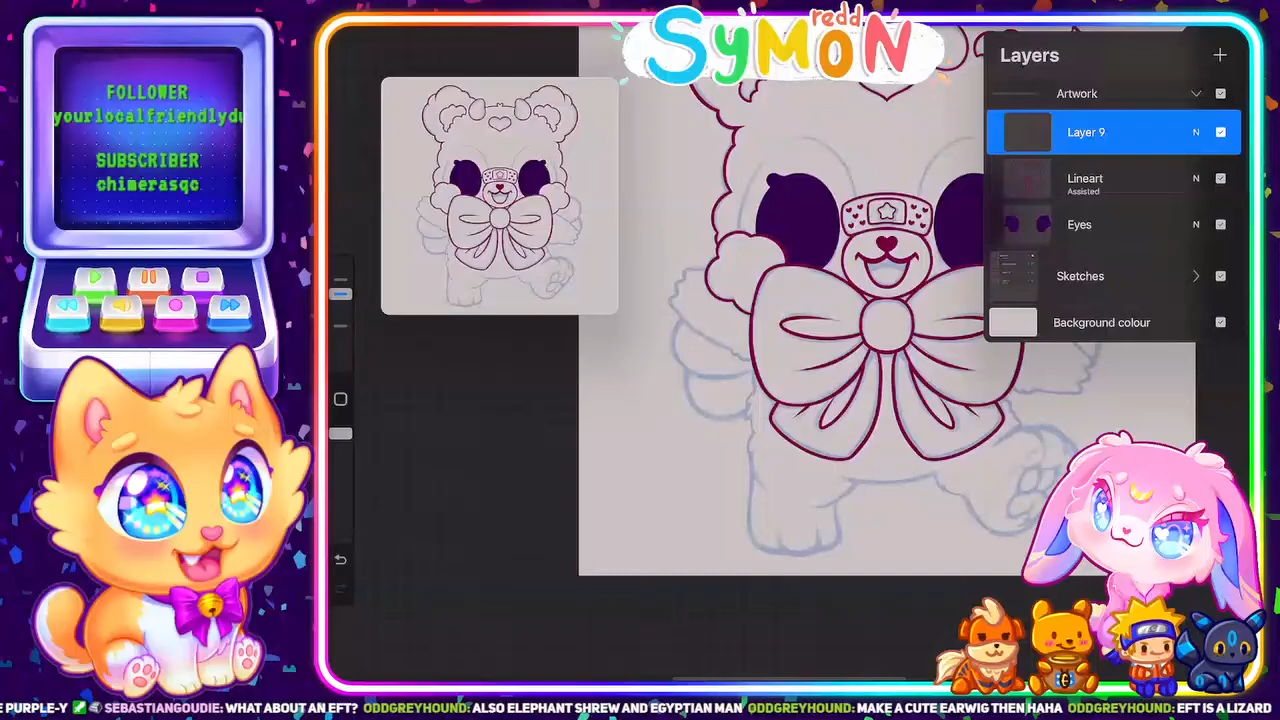 redd
SyMoN
FOLLOWER
yourlocalfriendlydu
SUBSCRIBER
chimerasqc
Layers
Artwork
Layer 9
N
Lineart
Assisted
Eyes
N
Sketches
Background colour
E PURPLE-Y SEBASTIANGOUDIE: WHAT ABOUT AN EFT? ODDGREYHOUND: ALSO ELEPHANT SHREW AND EGYPTIAN MAN ODDGREYHOUND: MAKE A CUTE EARWIG THEN HAHA ODDGREYHOUND: EFT IS A LIZARD